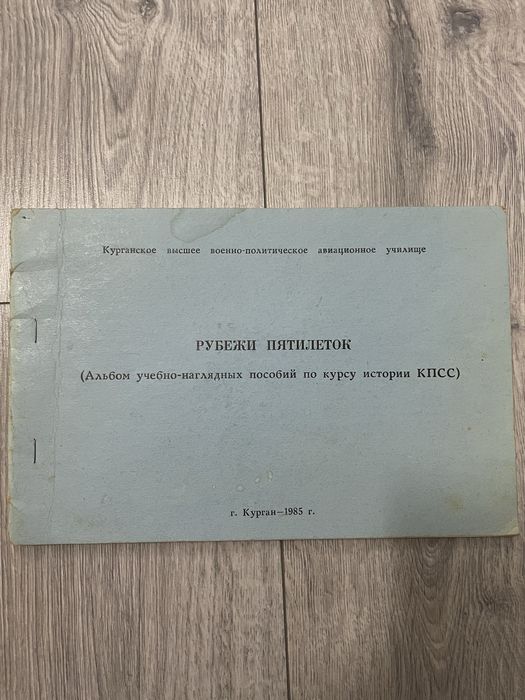 Курганское высшее военно-политическое авиационное училище
РУБЕЖИ ПЯТИЛЕТОК
(Альбом учебно-наглядных пособий по курсу истории КПСС)
г. Курган—1985 г.